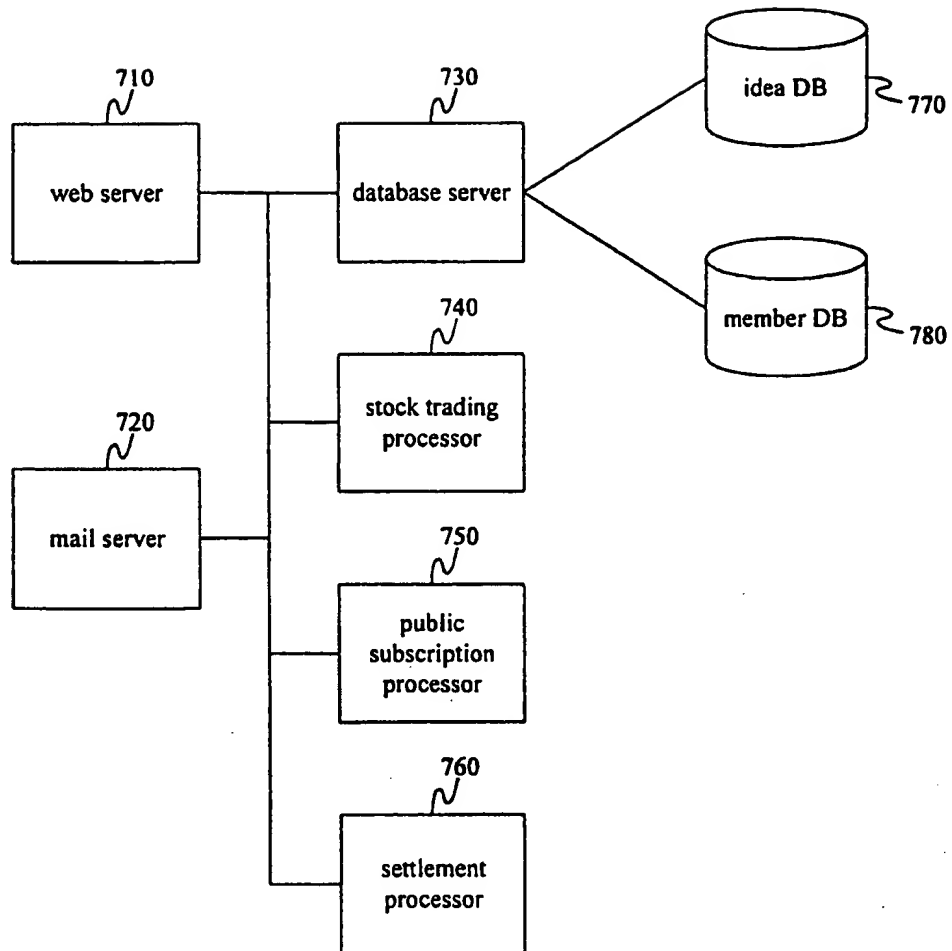 710
web server
730
database server
idea DB
770
member DB
780
740
stock trading
processor
720
mail server
750
public
subscription
processor
760
settlement
processor